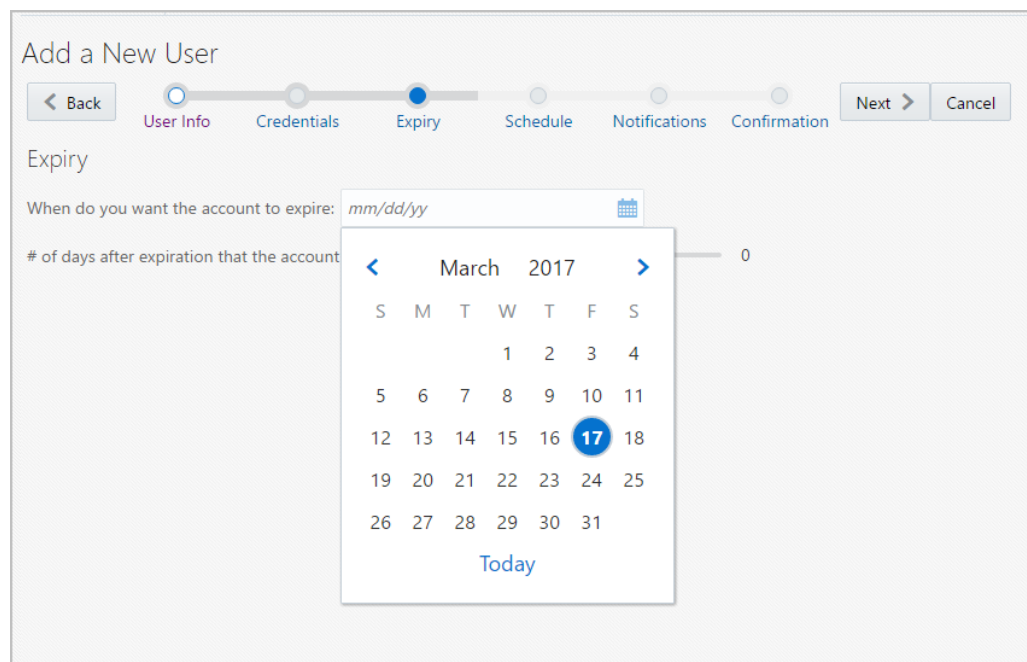 Add a New User
Back
User Info Credentials Expiry Schedule Notifications Confirmation
Next Cancel
Expiry
When do you want the account to expire: mm/dd/yy
# of days after expiration that the account 0
March 2017
S M T W T F S
1 2 3 4
5 6 7 8 9 10 11
12 13 14 15 16 17 18
19 20 21 22 23 24 25
26 27 28 29 30 31
Today